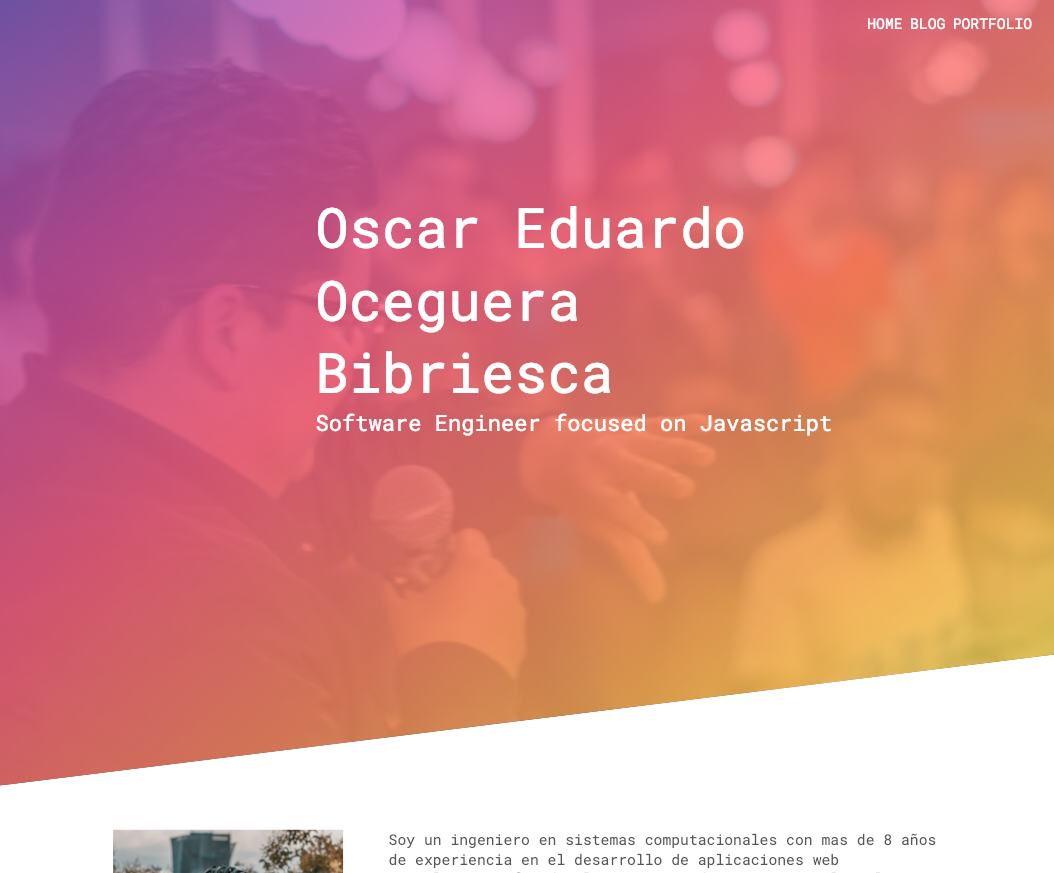 HOME BLOG PORTFOLIO
Oscar Eduardo
Oceguera
Bibriesca
Software Engineer focused on Javascript
Soy un ingeniero en sistemas computacionales con mas de 8 años
de experiencia en el desarrollo de aplicaciones web